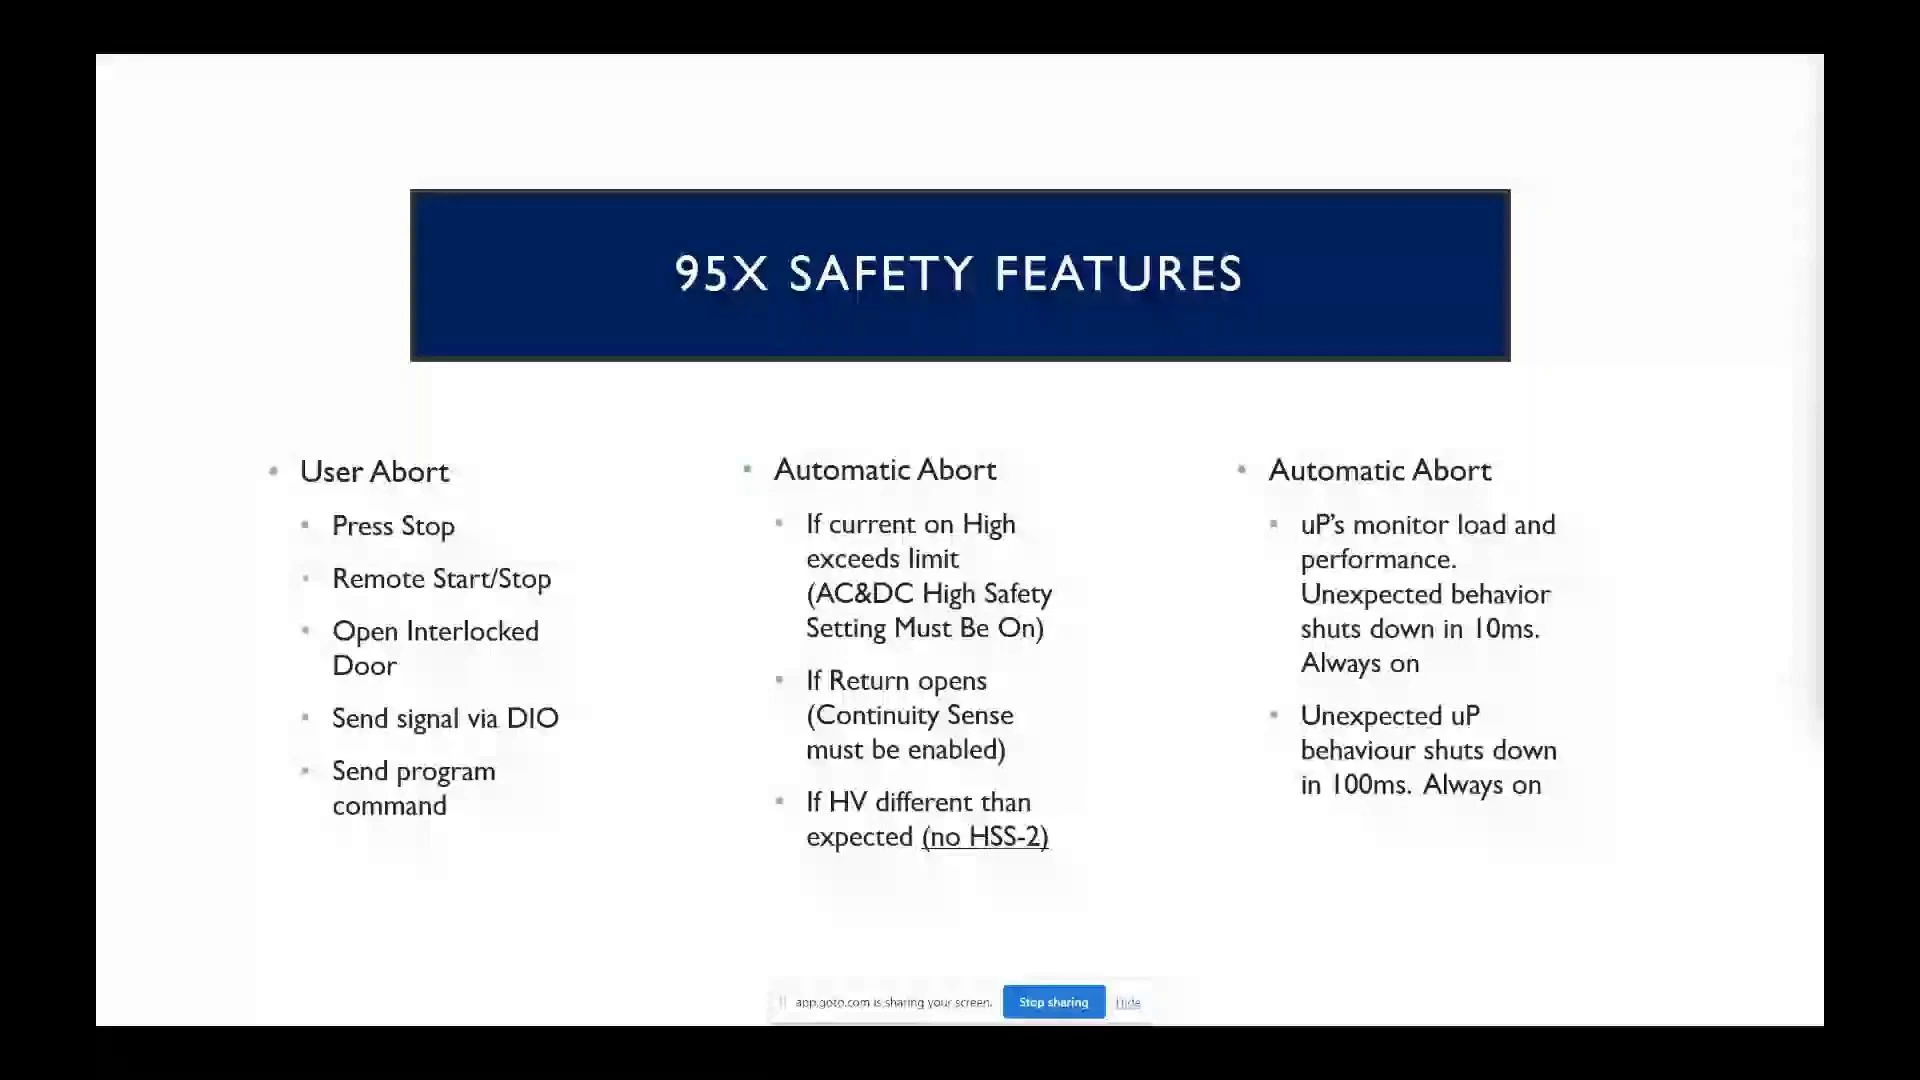 95X SAFETY FEATURES
User Abort
Press Stop
Remote Start/Stop
Open Interlocked
Door
Send signal via DIO
Send program
command
Automatic Abort
If current on High
exceeds limit
(AC&DC High Safety
Setting Must Be On)
If Return opens
(Continuity Sense
must be enabled)
If HV different than
expected (no HSS-2)
Automatic Abort
uP's monitor load and
performance.
Unexpected behavior
shuts down in 10ms.
Always on
Unexpected uP
behaviour shuts down
in 100ms. Always on
app.goto.com is sharing your screen. Stop sharing Hide